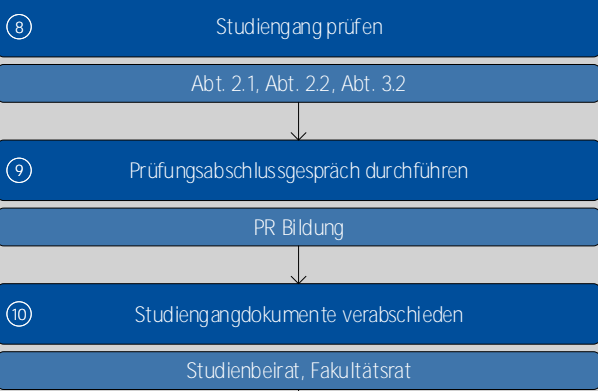 8 Studiengang prüfen
Abt. 2.1, Abt. 2.2, Abt. 3.2
9 Prüfungsabschlussgespräch durchführen
PR Bildung
10 Studiengangdokumente verabschieden
Studienbeirat, Fakultätsrat